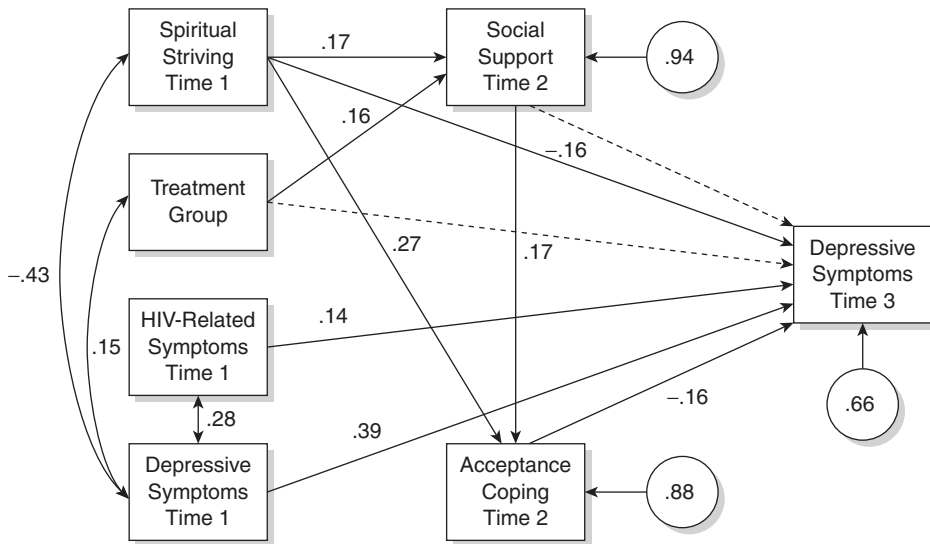 Spiritual
Striving
Time 1
.17
Social
Support
Time 2
.94
.16
−.16
Treatment
Group
.27
.17
Depressive
Symptoms
Time 3
−.43
HIV-Related
Symptoms
Time 1
.14
.15
.28
.39
−.16
.66
Depressive
Symptoms
Time 1
Acceptance
Coping
Time 2
.88